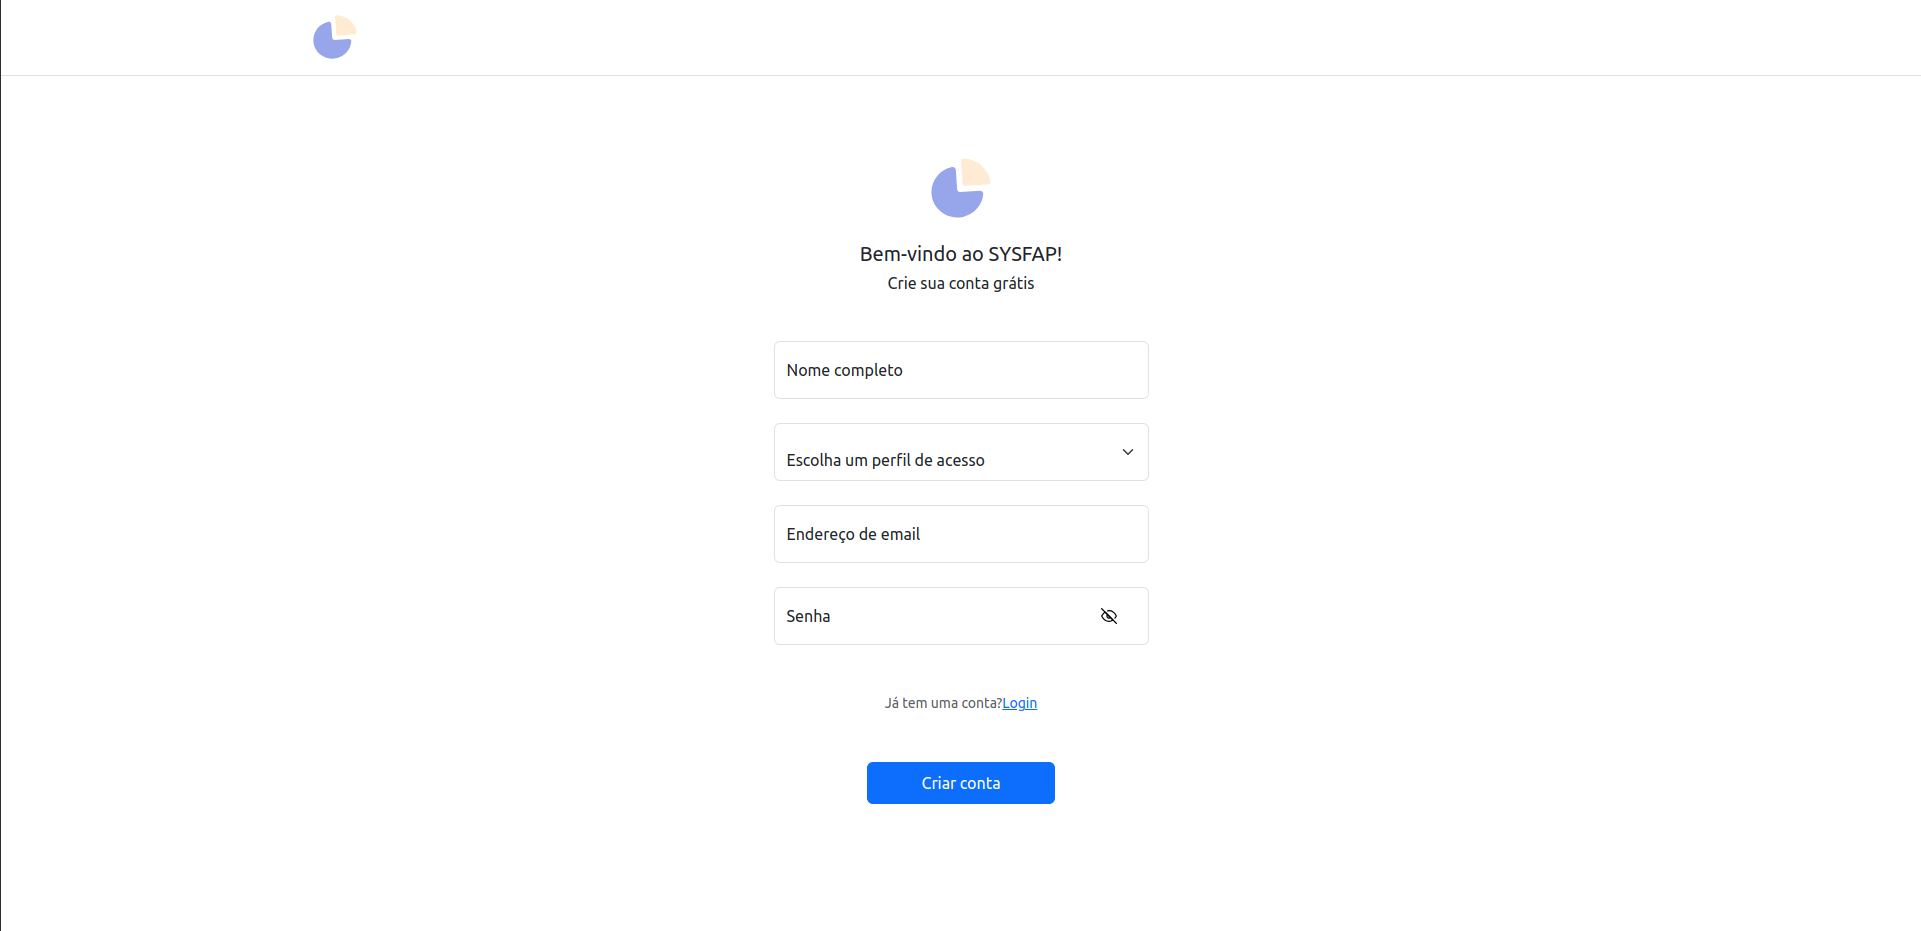 Bem-vindo ao SYSFAP!
Crie sua conta grátis
Nome completo
Escolha um perfil de acesso
Endereço de email
Senha
Já tem uma conta?Login
Criar conta